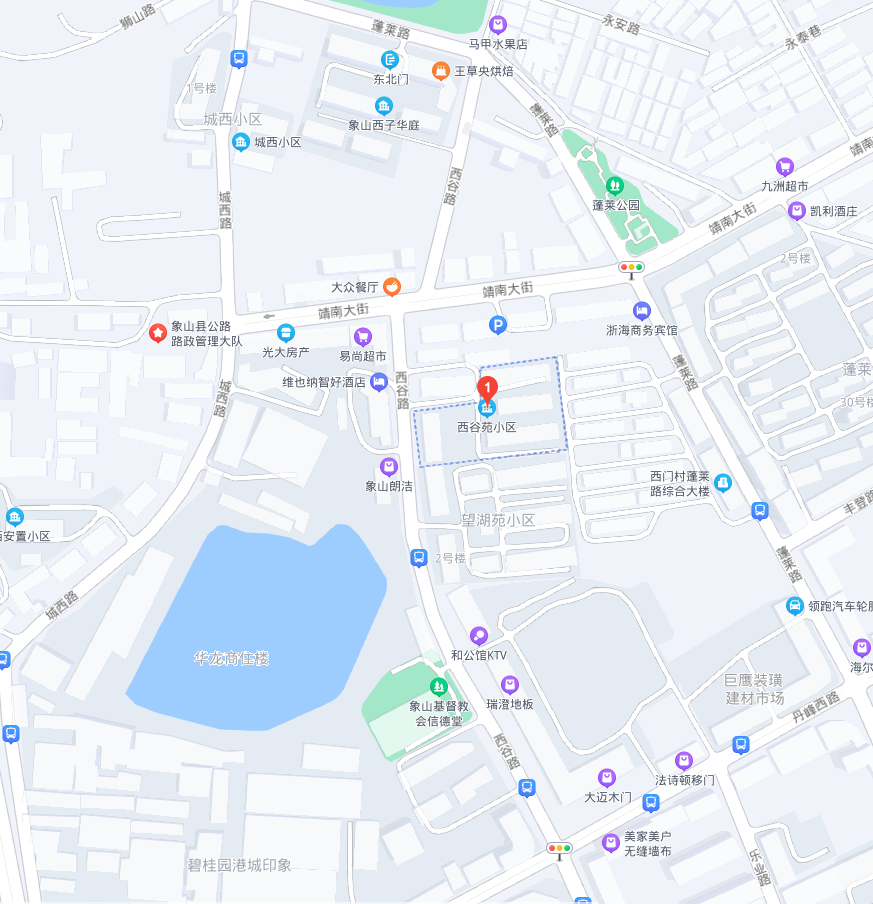 狮山路
蓬莱路
永安路
马甲水果店
永泰巷
东北门
王草央烘焙
1号楼
象山西子华庭
城西小区
城西小区
蓬莱路
靖南
九洲超市
西谷路
城西路
蓬莱公园
凯利酒庄
靖南大街
2号楼
大众餐厅
靖南大街
靖南大街
象山县公路
路政管理大队
光大房产
易尚超市
浙海商务宾馆
维也纳智好酒店
西谷路
1
蓬莱路
蓬莱
城西路
30号楼
西谷苑小区
象山朗洁
西门村蓬莱
路综合大楼
望湖苑小区
丰登路
安置小区
2号楼
蓬莱路
城西路
领跑汽车轮胎
华龙商住楼
和公馆KTV
海尔
巨鹰装璜
建材市场
象山基督教
会信德堂
瑞澄地板
丹峰西路
西谷路
法诗顿移门
大迈木门
美家美户
无缝墙布
碧桂园港城印象
乐业路